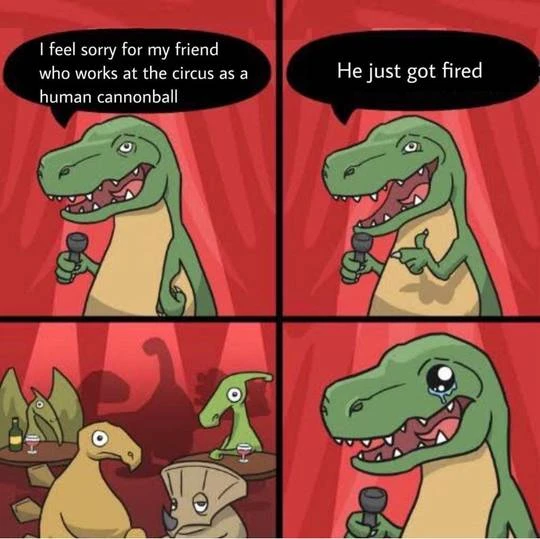 I feel sorry for my friend
who works at the circus as a
human cannonball
He just got fired